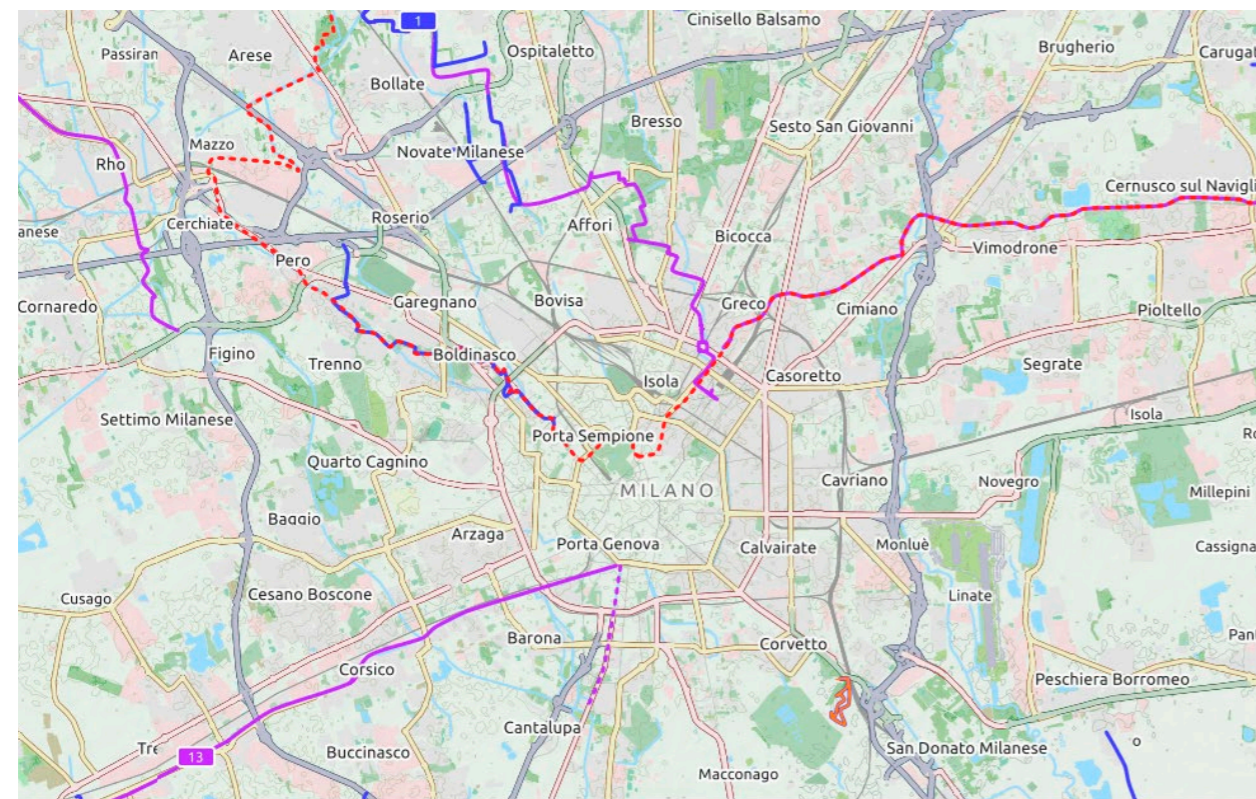 1
Cinisello Balsamo
Passiran
Arese
Ospitaletto
Brugherio
Carugat
Bollate
Bresso
Sesto San Giovanni
Mazzo
Novate Milanese
Rho
Cernusco sul Navigli
anese
Cerchiate
Roserio
Affori
Bicocca
Vimodrone
Pero
Cornaredo
Garegnano
Bovisa
Greco
Cimiano
Pioltello
Figino
Trenno
Boldinasco
Isola
Casoretto
Segrate
Settimo Milanese
Porta Sempione
Isola
Ro
Quarto Cagnino
MILANO
Cavriano
Novegro
Millepini
Baggio
Arzaga
Porta Genova
Calvairate
Monluè
Cassigna
Cusago
Cesano Boscone
Linate
Barona
Corvetto
Pant
Corsico
Peschiera Borromeo
Cantalupa
Tre
13
Buccinasco
San Donato Milanese
o
Macconago